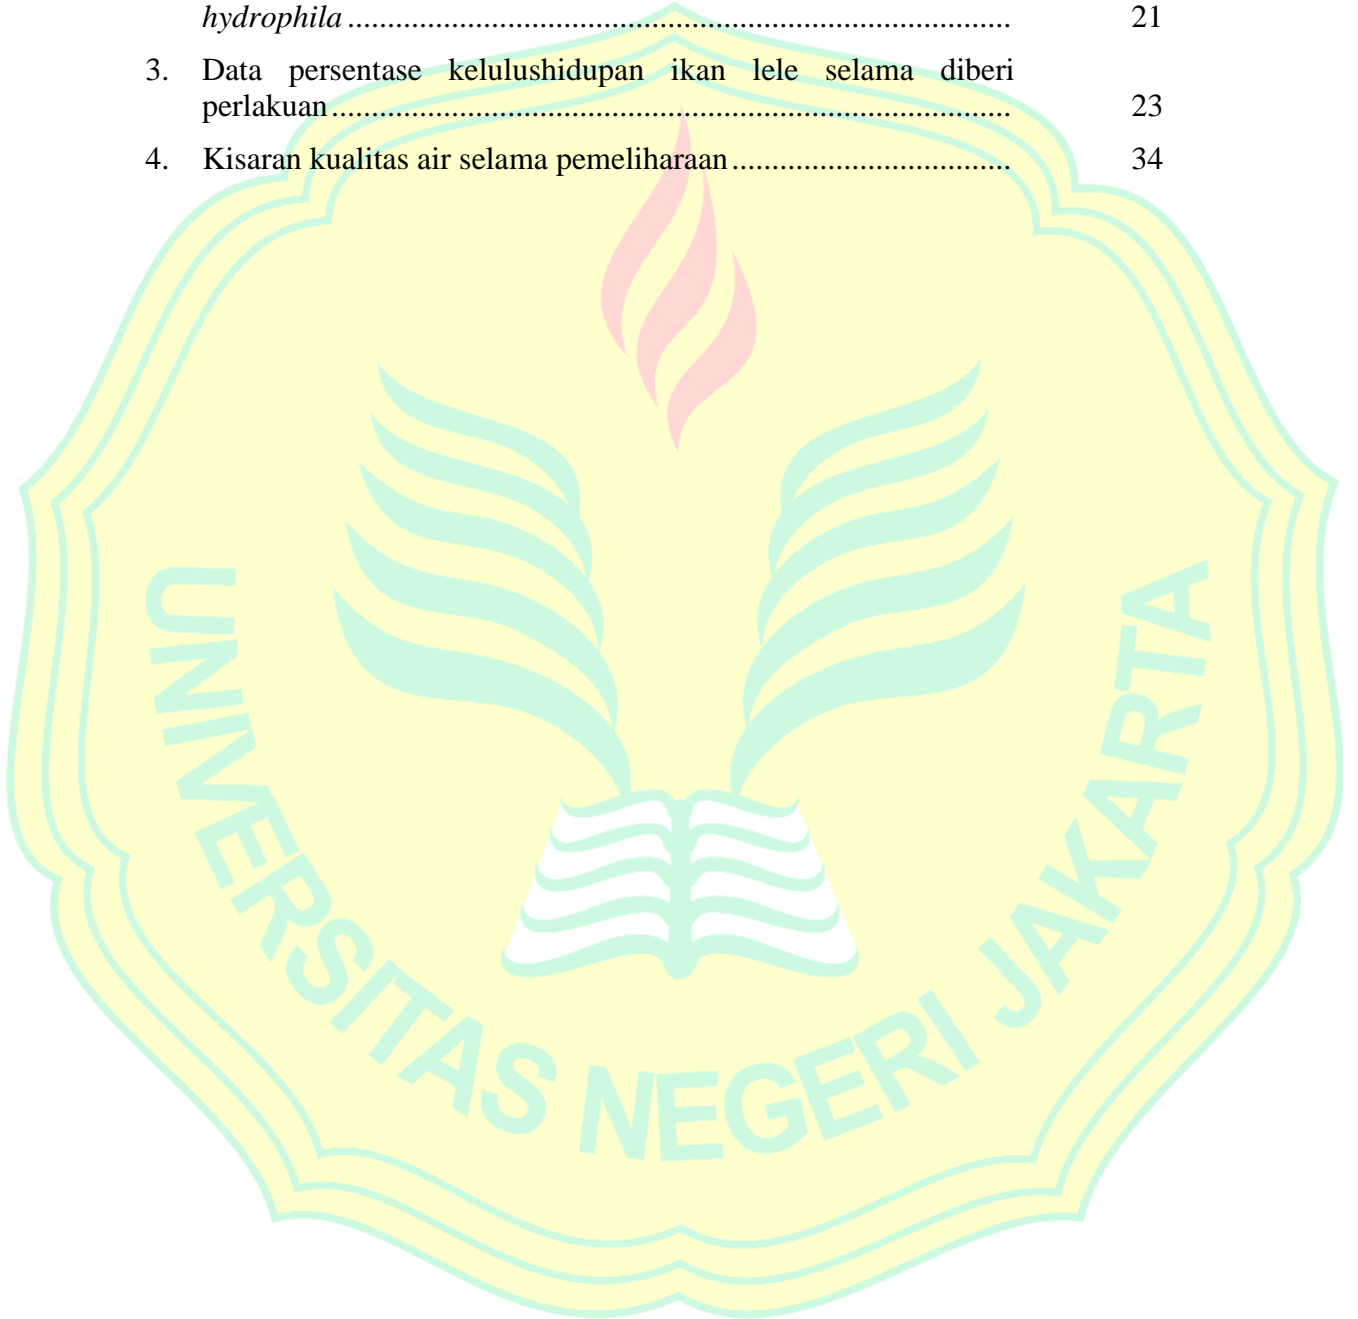 hydrophila .................................................................................. 21
3. Data persentase kelulushidupan ikan lele selama diberi
perlakuan .................................................................................... 23
4. Kisaran kualitas air selama pemeliharaan .................................. 34
UNIVERSITAS NEGERI JAKARTA